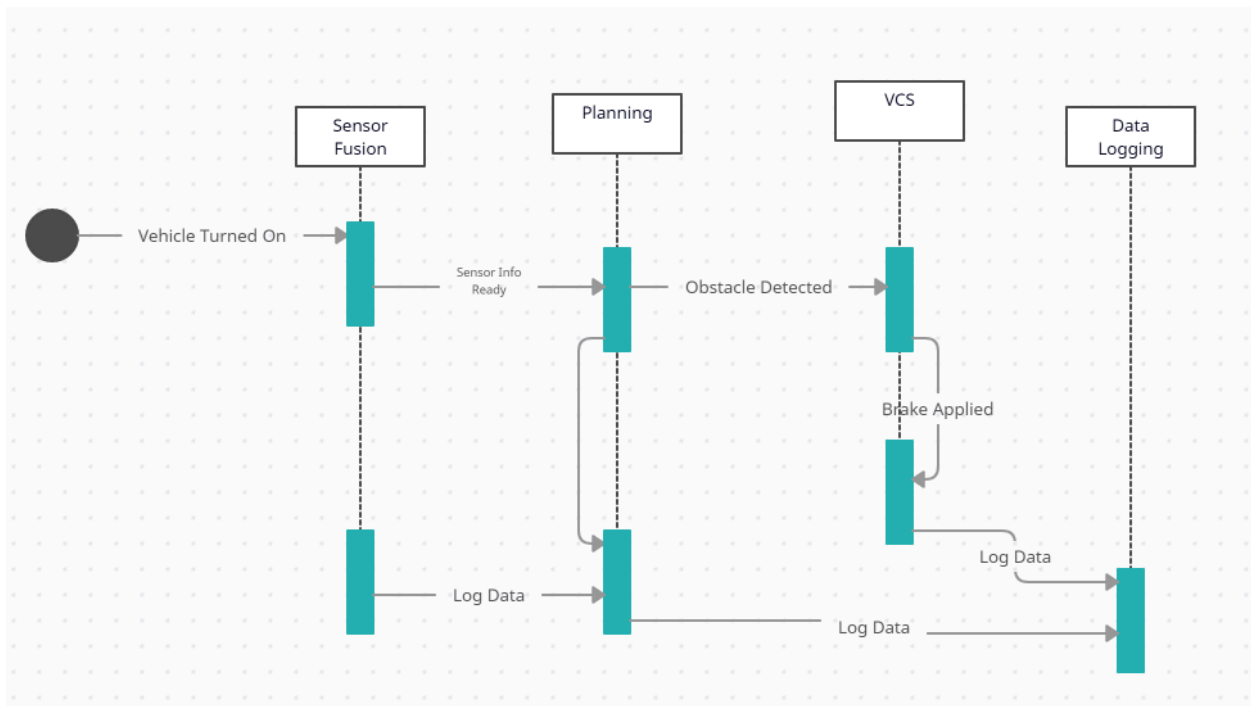 Sensor
Fusion
Planning
VCS
Data
Logging
Vehicle Turned On
Sensor Info
Ready
Obstacle Detected
Brake Applied
Log Data
Log Data
Log Data